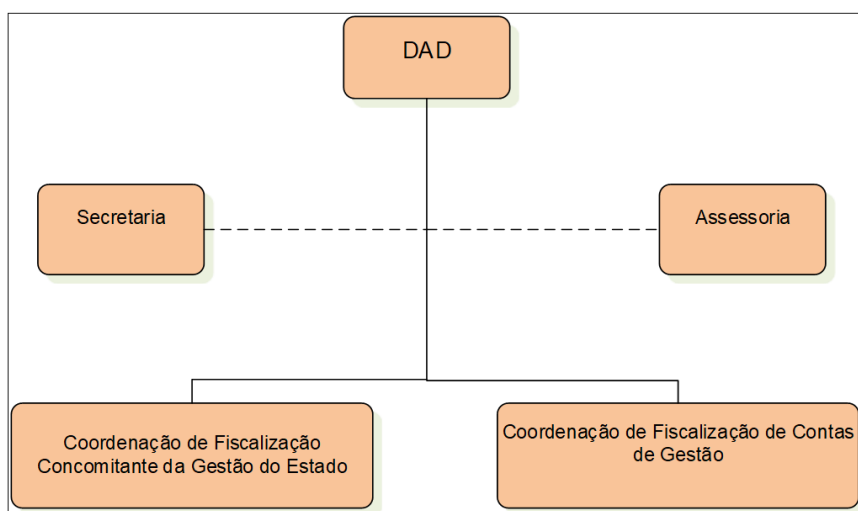 DAD
Secretaria
Assessoria
Coordenação de Fiscalização
Concomitante da Gestão do Estado
Coordenação de Fiscalização de Contas
de Gestão